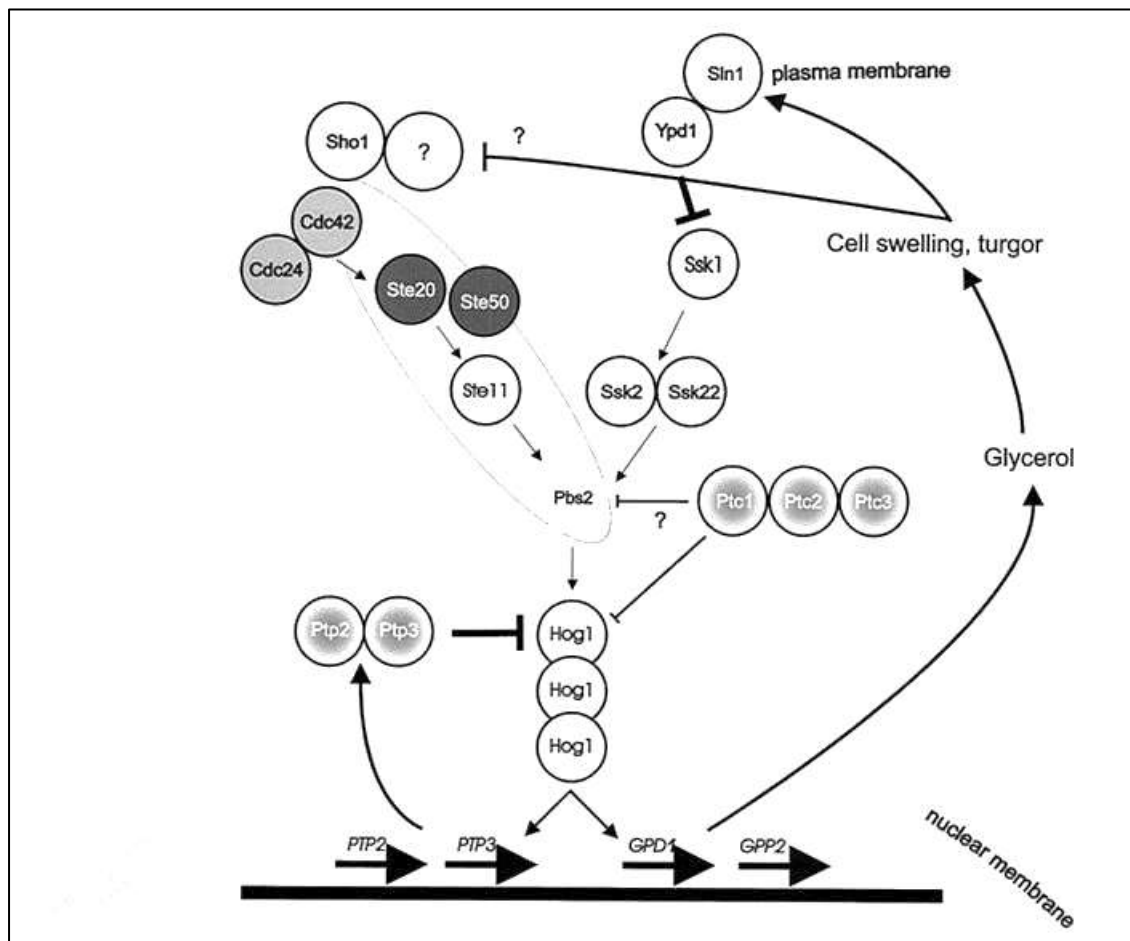 Sln1
plasma membrane
Ypd1
Sho1
?
?
Cdc42
Cdc24
Cell swelling, turgor
Ssk1
Ste20
Ste50
Ste11
Ssk2
Ssk22
Glycerol
Pbs2
Ptc1
Ptc2
Ptc3
?
Ptp2
Ptp3
Hog1
Hog1
Hog1
PTP2
PTP3
GPD1
GPP2
nuclear membrane